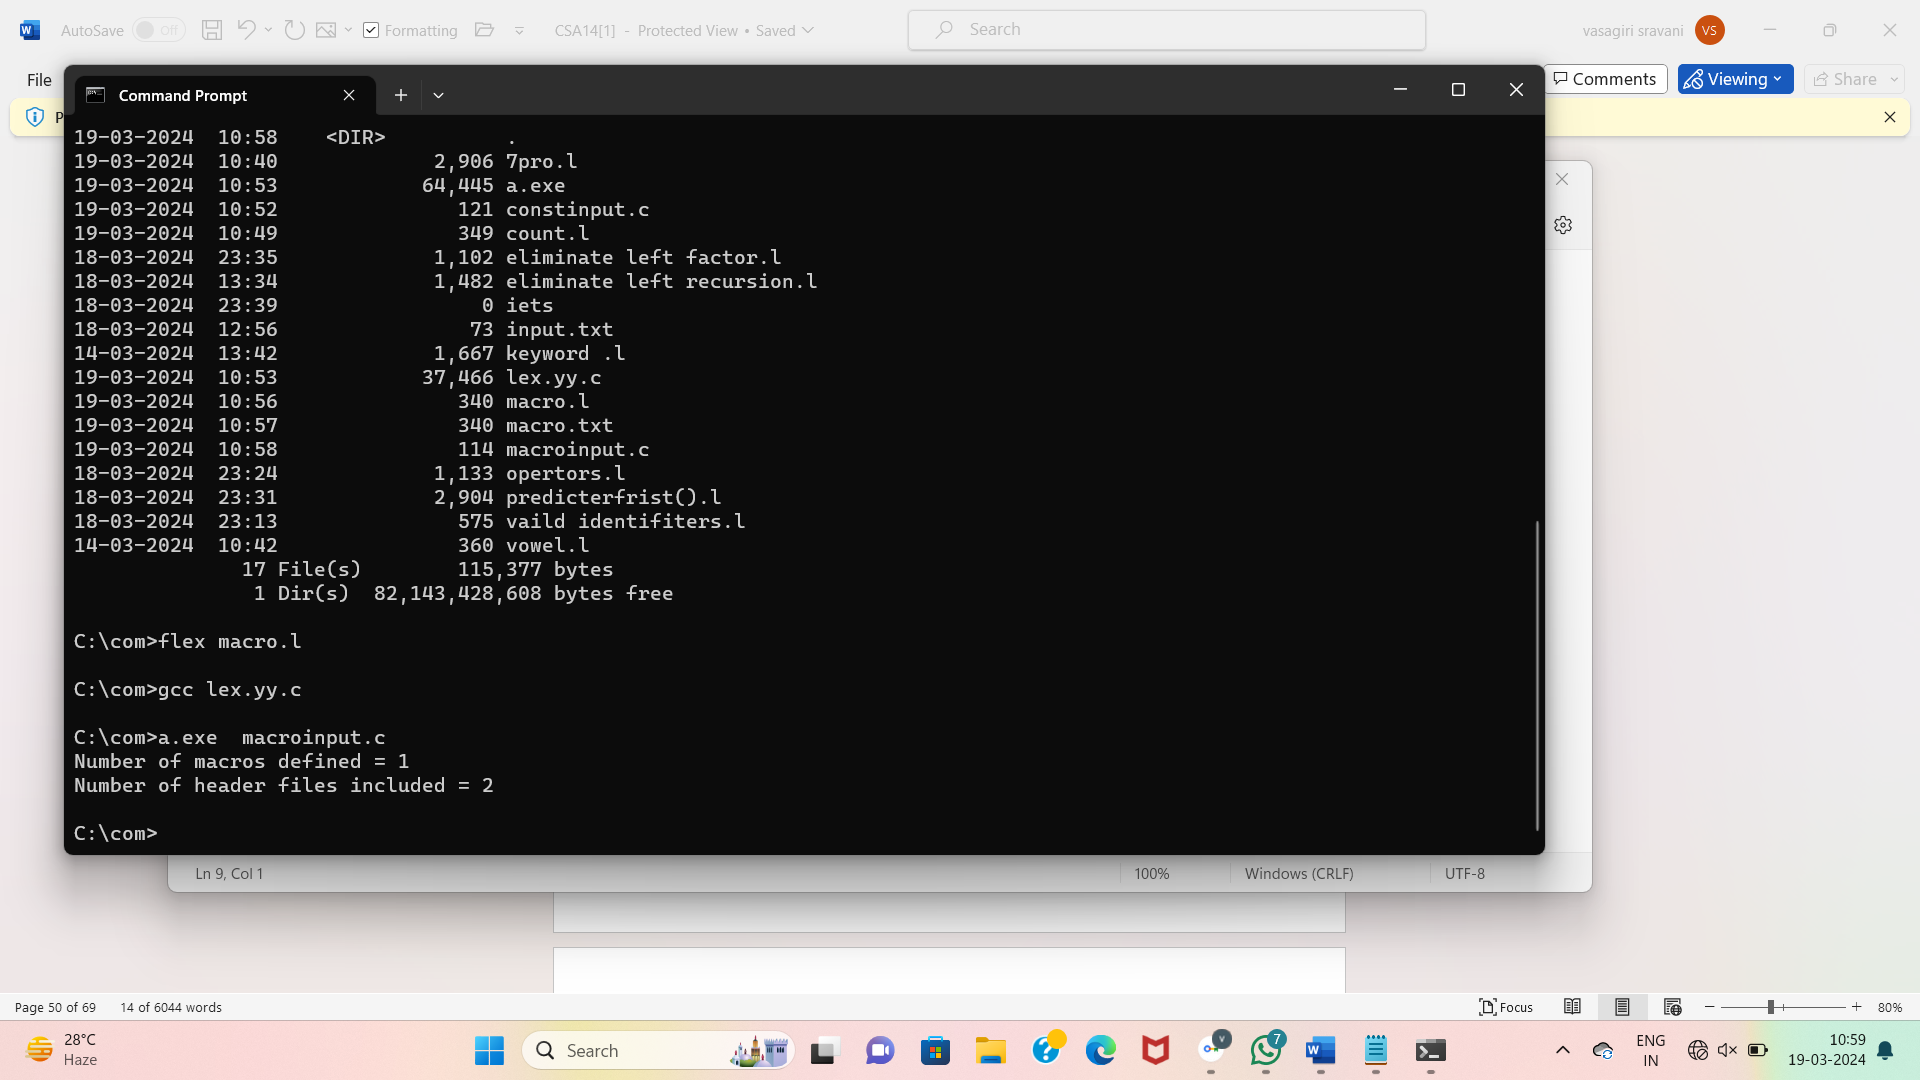 AutoSave Off Formatting CSA14[1] - Protected View • Saved Search vasagiri sravani VS
File Comments Viewing Share
Command Prompt
P
19-03-2024 10:58 <DIR> .
19-03-2024 10:40 2,906 7pro.l
19-03-2024 10:53 64,445 a.exe
19-03-2024 10:52 121 constinput.c
19-03-2024 10:49 349 count.l
18-03-2024 23:35 1,102 eliminate left factor.l
18-03-2024 13:34 1,482 eliminate left recursion.l
18-03-2024 23:39 0 iets
18-03-2024 12:56 73 input.txt
14-03-2024 13:42 1,667 keyword .l
19-03-2024 10:53 37,466 lex.yy.c
19-03-2024 10:56 340 macro.l
19-03-2024 10:57 340 macro.txt
19-03-2024 10:58 114 macroinput.c
18-03-2024 23:24 1,133 opertors.l
18-03-2024 23:31 2,904 predicterfrist().l
18-03-2024 23:13 575 vaild identifiters.l
14-03-2024 10:42 360 vowel.l
17 File(s) 115,377 bytes
1 Dir(s) 82,143,428,608 bytes free
C:\com>flex macro.l
C:\com>gcc lex.yy.c
C:\com>a.exe  macroinput.c
Number of macros defined = 1
Number of header files included = 2
C:\com>
Ln 9, Col 1 100% Windows (CRLF) UTF-8
Page 50 of 69 14 of 6044 words Focus 80%
28°C
Haze
Search
7
ENG
IN
10:59
19-03-2024